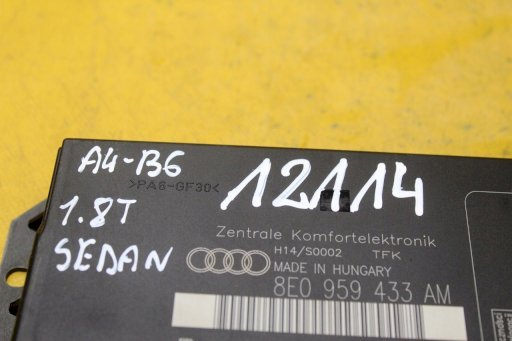 A4-B6
>PA6-GF30<
12114
1.8T
SEDAN
Zentrale Komfortelektronik
H14/S0002 TFK
MADE IN HUNGARY
8E0 959 433 AM